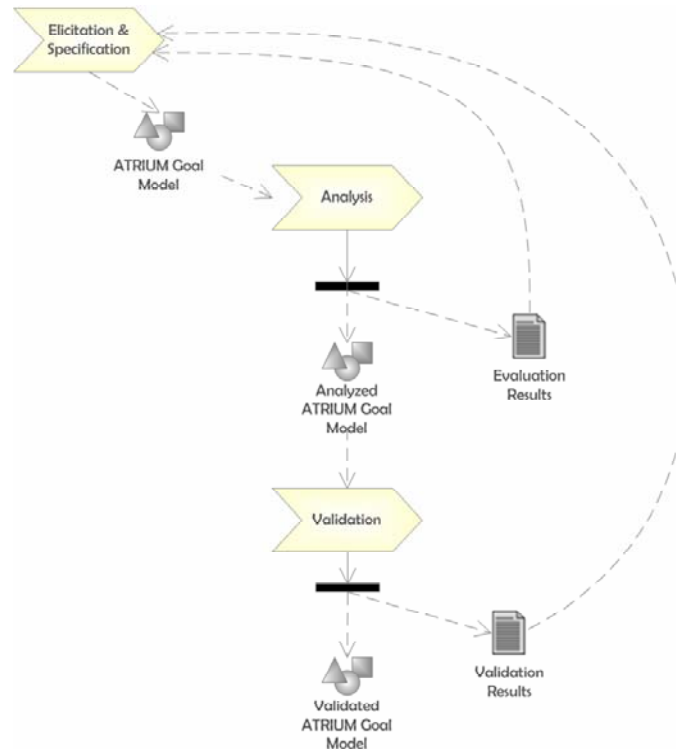 Elicitation &
Specification
ATRIUM Goal
Model
Analysis
Evaluation
Results
Analyzed
ATRIUM Goal
Model
Validation
Validation
Results
Validated
ATRIUM Goal
Model